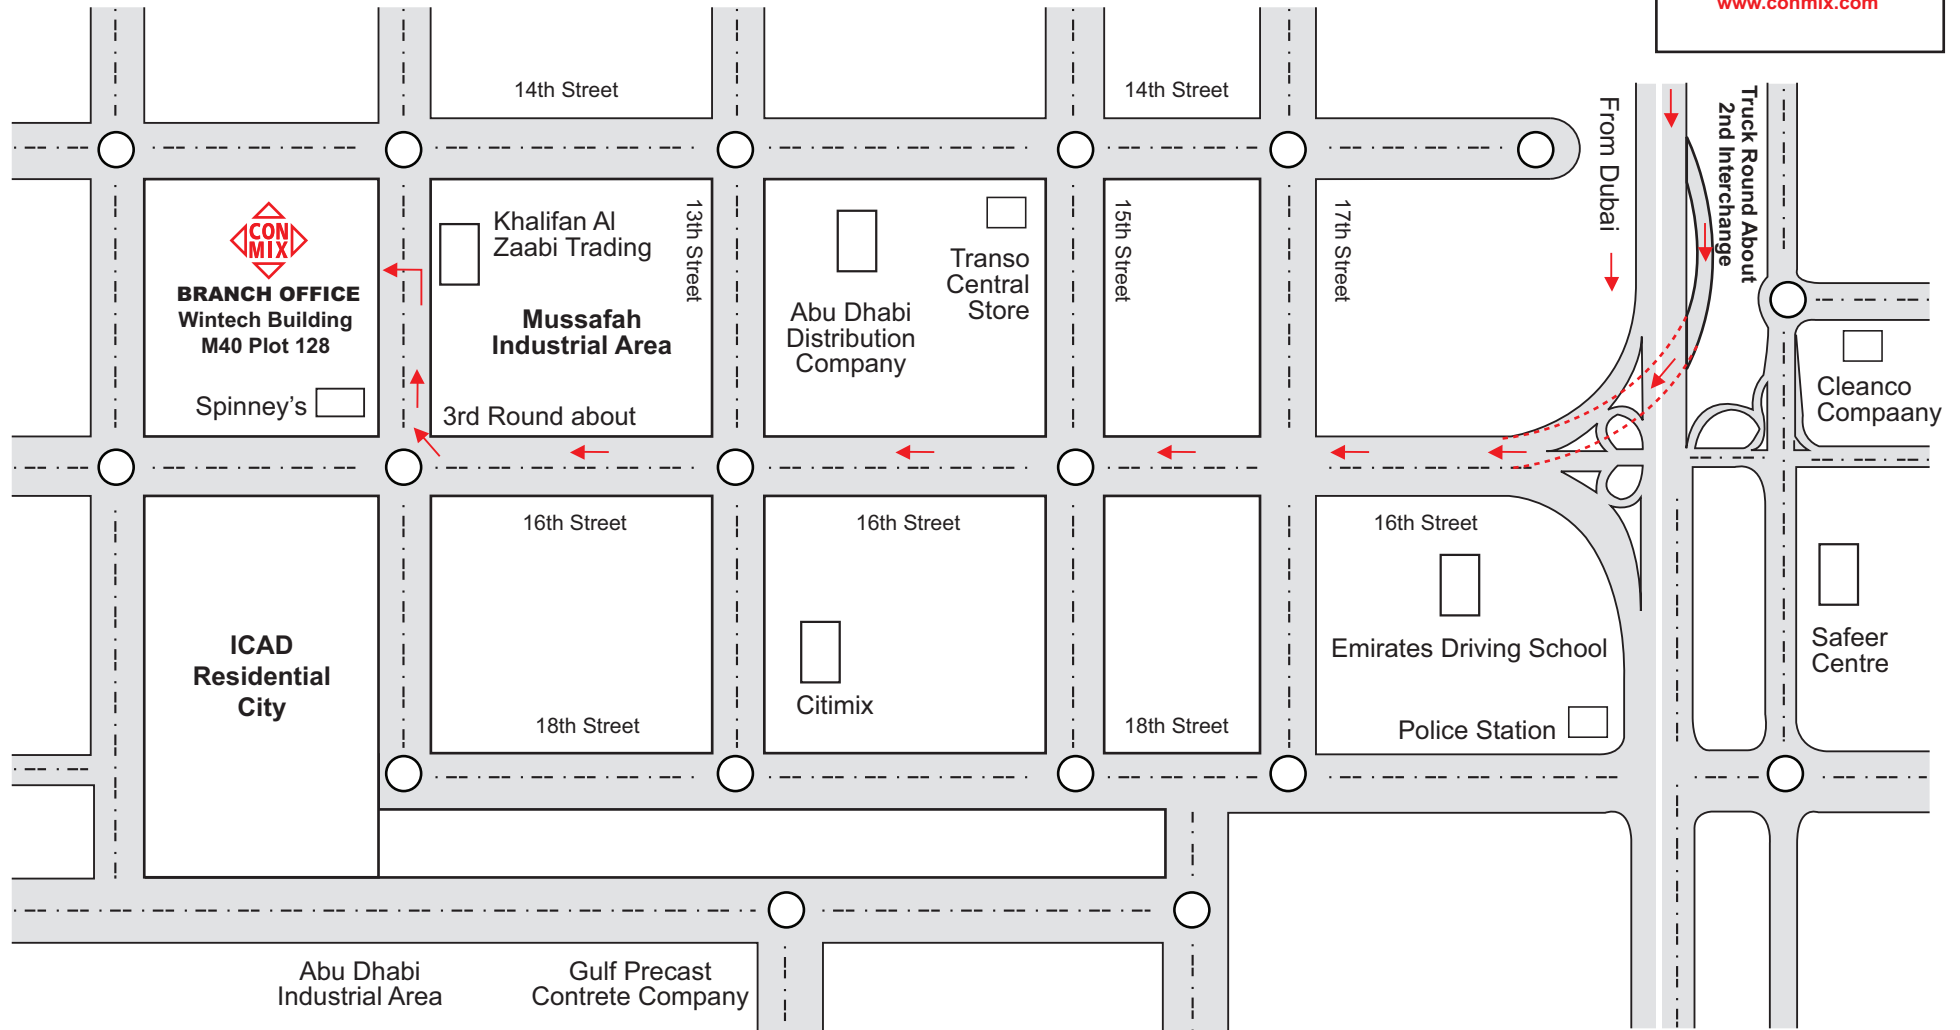 www.conmix.com
14th Street
14th Street
From Dubai
Truck Round About
2nd Interchange
CON
MIX
BRANCH OFFICE
Wintech Building
M40 Plot 128
Spinney's
Khalifan Al
Zaabi Trading
13th Street
Mussafah
Industrial Area
3rd Round about
Abu Dhabi
Distribution
Company
Transo
Central
Store
15th Street
17th Street
Cleanco
Compaany
16th Street
16th Street
16th Street
ICAD
Residential
City
Citimix
Emirates Driving School
Safeer
Centre
18th Street
18th Street
Police Station
Abu Dhabi
Industrial Area
Gulf Precast
Contrete Company